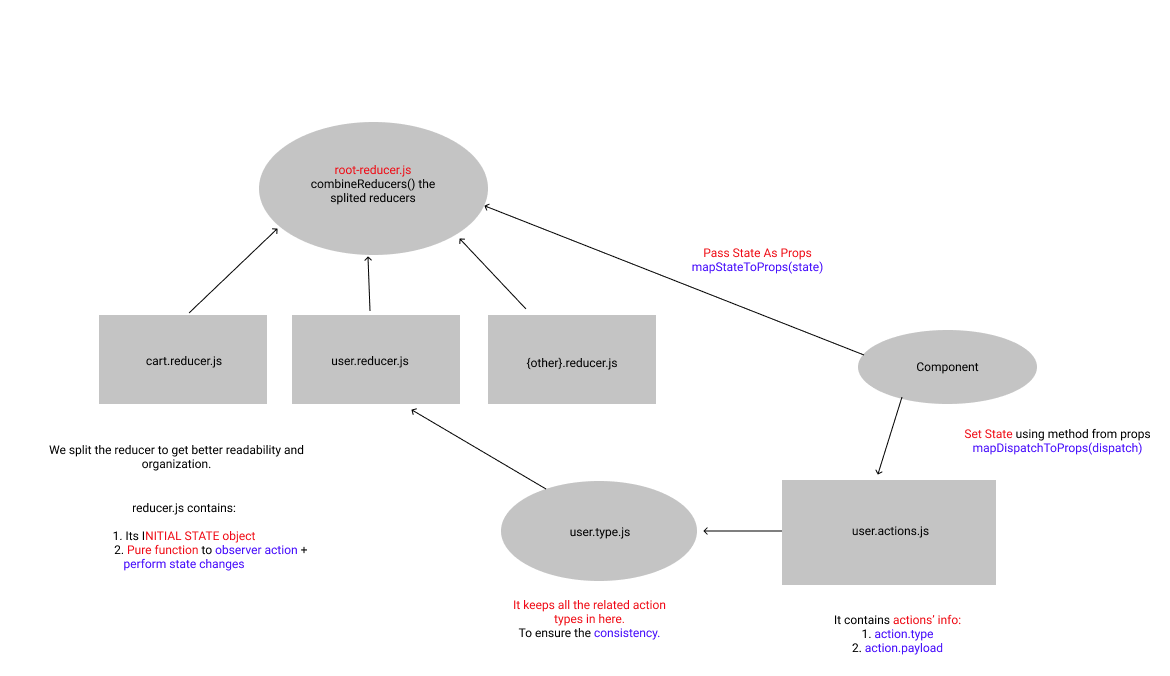 root-reducer.js
combineReducers() the
splited reducers
Pass State As Props
mapStateToProps(state)
cart.reducer.js
user.reducer.js
{other}.reducer.js
Component
Set State using method from props
mapDispatchToProps(dispatch)
We split the reducer to get better readability and
organization.
reducer.js contains:
1. Its INITIAL STATE object
2. Pure function to observer action +
perform state changes
user.type.js
user.actions.js
It keeps all the related action
types in here.
To ensure the consistency.
It contains actions' info:
1. action.type
2. action.payload